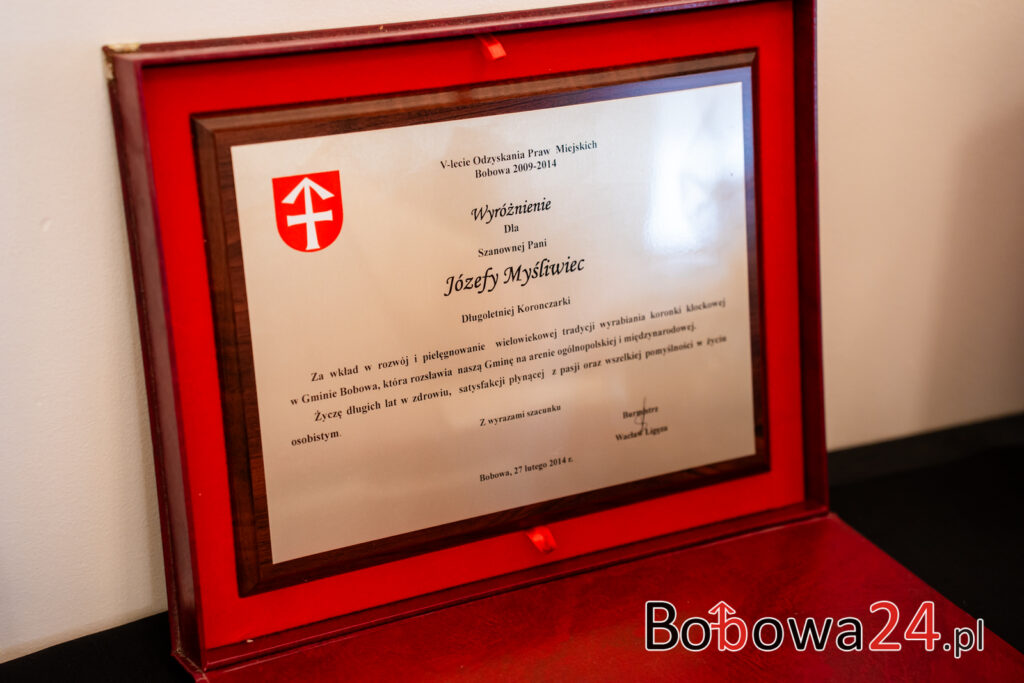 V-lecie Odzyskania Praw Miejskich
Bobowa 2009-2014
Wyróżnienie
Dla
Szanownej Pani
Józefy Myśliwiec
Długoletniej Koronczarki
Za wkład w rozwój i pielęgnowanie wielowiekowej tradycji wyrabiania koronki klockowej
w Gminie Bobowa, która rozsławia naszą Gminę na arenie ogólnopolskiej i międzynarodowej.
Życzę długich lat w zdrowiu, satysfakcji płynącej z pasji oraz wszelkiej pomyślności w życiu
osobistym.
Z wyrazami szacunku
Burmistrz
Wacław Ligęza
Bobowa, 27 lutego 2014 r.
Bobowa24.pl